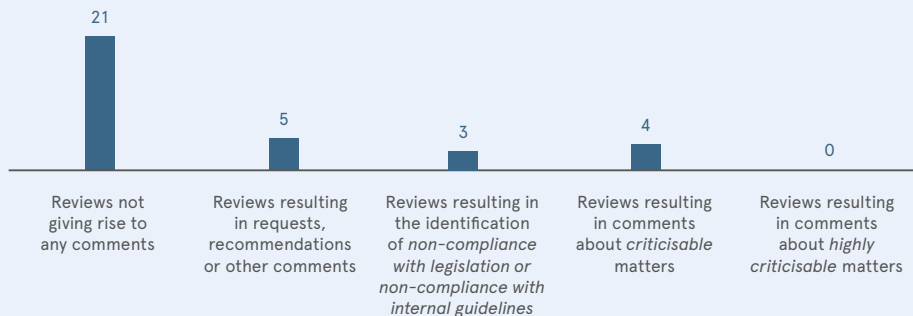 21
5
3
4
0
Reviews not
giving rise to
any comments
Reviews resulting
in requests,
recommendations
or other comments
Reviews resulting in
the identification
of non-compliance
with legislation or
non-compliance with
internal guidelines
Reviews resulting
in comments
about criticisable
matters
Reviews resulting
in comments
about highly
criticisable matters